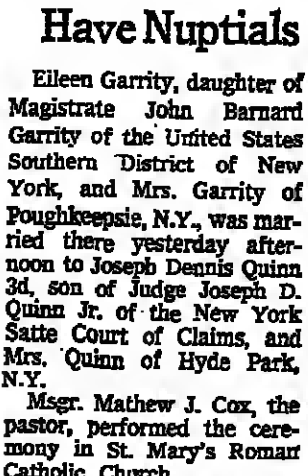 Have Nuptials
Eileen Garrity, daughter of
Magistrate John Barnard
Garrity of the United States
Southern District of New
York, and Mrs. Garrity of
Poughkeepsie, N.Y., was mar-
ried there yesterday after-
noon to Joseph Dennis Quinn
3d, son of Judge Joseph D.
Quinn Jr. of the New York
Satte Court of Claims, and
Mrs. Quinn of Hyde Park,
N.Y.
Msgr. Mathew J. Cox, the
pastor, performed the cere-
mony in St. Mary's Roman
Catholic Church